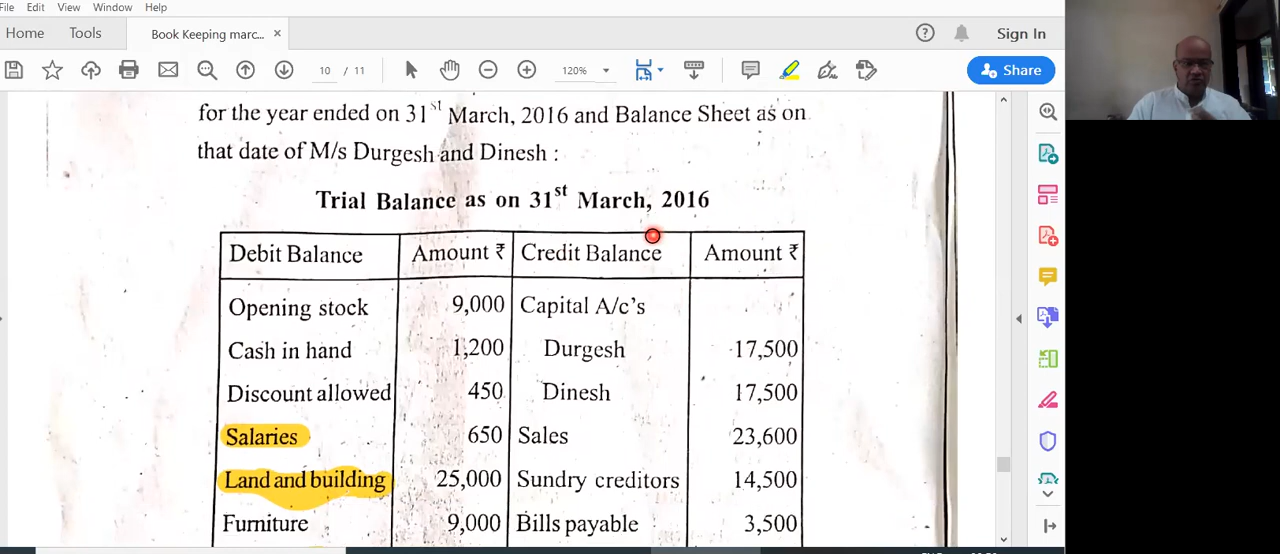 File Edit View Window Help
Home Tools Book Keeping marc... × Sign In
10 / 11 120% Share
for the year ended on 31st March, 2016 and Balance Sheet as on
that date of M/s Durgesh and Dinesh :
Trial Balance as on 31st March, 2016
Debit Balance Amount ₹ Credit Balance Amount ₹
Opening stock 9,000 Capital A/c's
Cash in hand 1,200 Durgesh 17,500
Discount allowed 450 Dinesh 17,500
Salaries 650 Sales 23,600
Land and building 25,000 Sundry creditors 14,500
Furniture 9,000 Bills payable 3,500